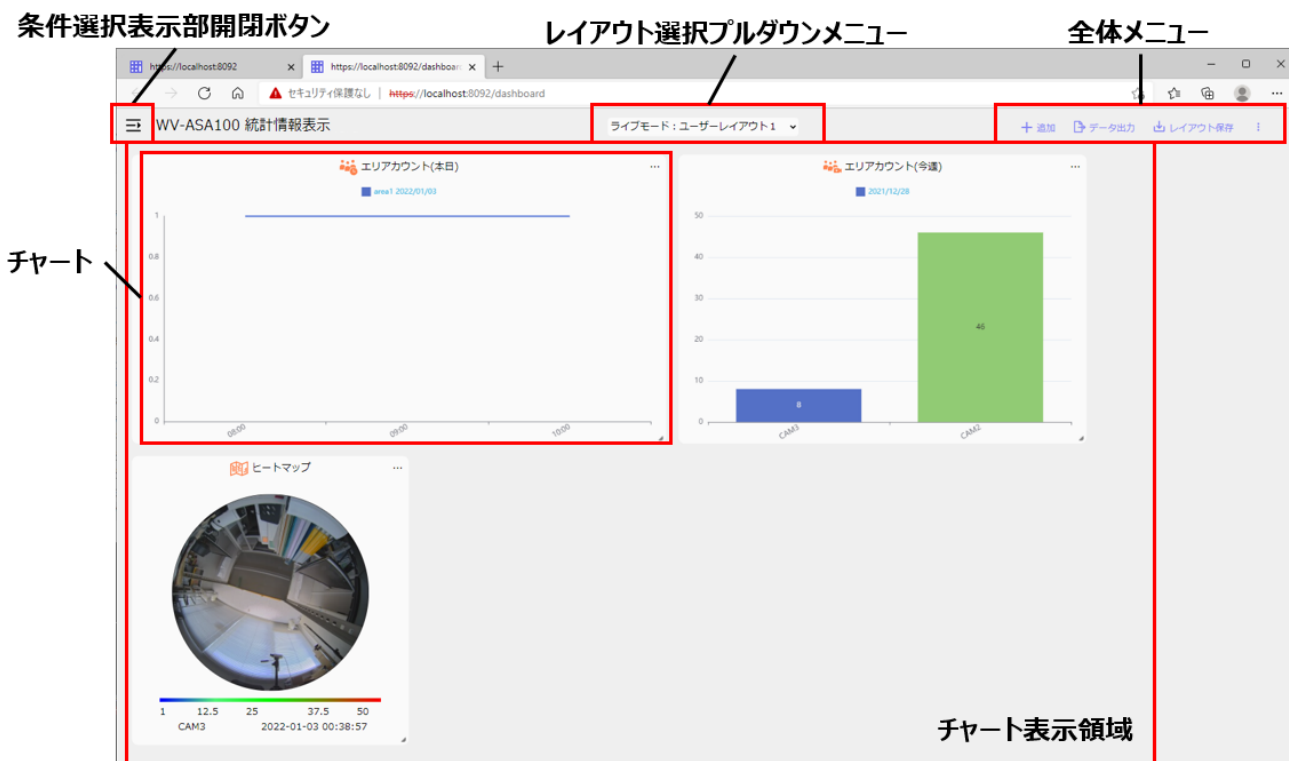 条件選択表示部開閉ボタン
レイアウト選択プルダウンメニュー
全体メニュー
https://localhost:8092
https://localhost:8092/dashboar
セキュリティ保護なし | https://localhost:8092/dashboard
WV-ASA100 統計情報表示
ライブモード：ユーザーレイアウト1
追加
データ出力
レイアウト保存
チャート
エリアカウント(本日)
area1 2022/01/03
1
0.8
0.6
0.4
0.2
0
08:00
09:00
10:00
エリアカウント(今週)
2021/12/28
50
40
30
20
10
0
8
46
CAM3
CAM2
ヒートマップ
1 12.5 25 37.5 50
CAM3 2022-01-03 00:38:57
チャート表示領域